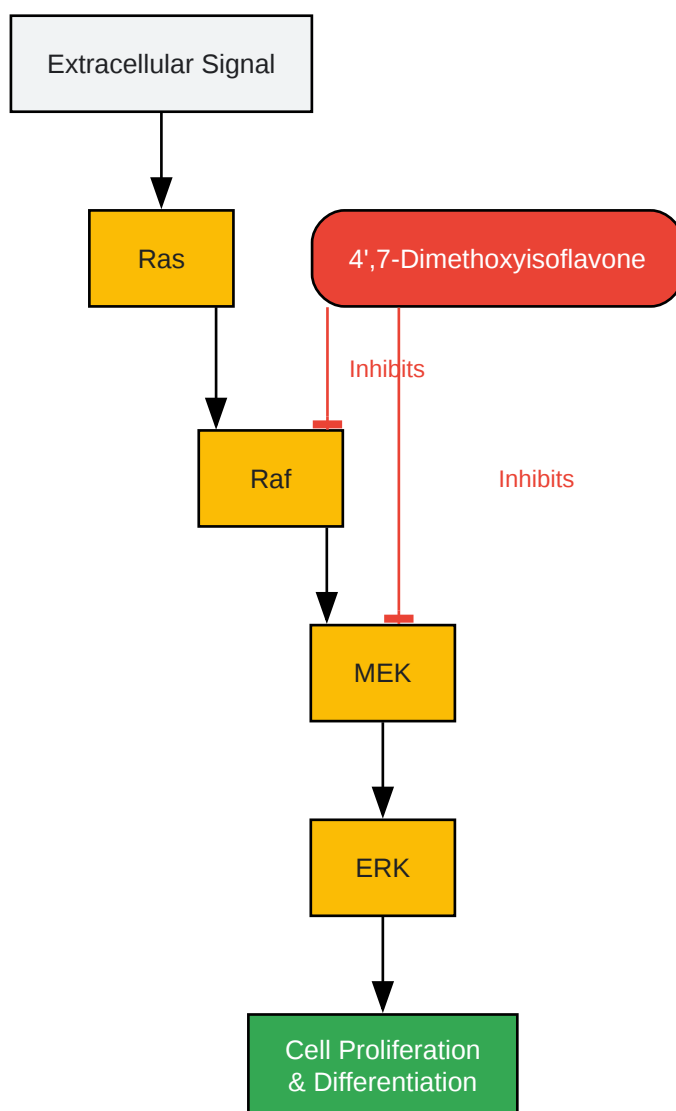 Extracellular Signal
Ras
4',7-Dimethoxyisoflavone
Inhibits
Raf
Inhibits
MEK
ERK
Cell Proliferation
& Differentiation